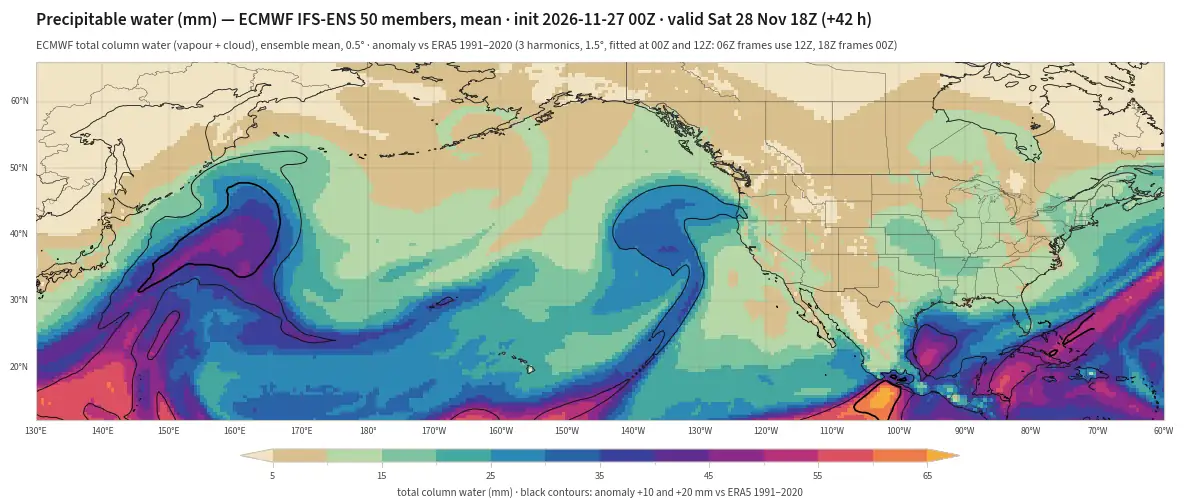 Precipitable water (mm) — ECMWF IFS-ENS 50 members, mean · init 2026-11-27 00Z · valid Sat 28 Nov 18Z (+42 h)
ECMWF total column water (vapour + cloud), ensemble mean, 0.5° · anomaly vs ERA5 1991–2020 (3 harmonics, 1.5°, fitted at 00Z and 12Z: 06Z frames use 12Z, 18Z frames 00Z)
60°N
50°N
40°N
30°N
20°N
130°E 140°E 150°E 160°E 170°E 180° 170°W 160°W 150°W 140°W 130°W 120°W 110°W 100°W 90°W 80°W 70°W 60°W
5 15 25 35 45 55 65
total column water (mm) · black contours: anomaly +10 and +20 mm vs ERA5 1991–2020